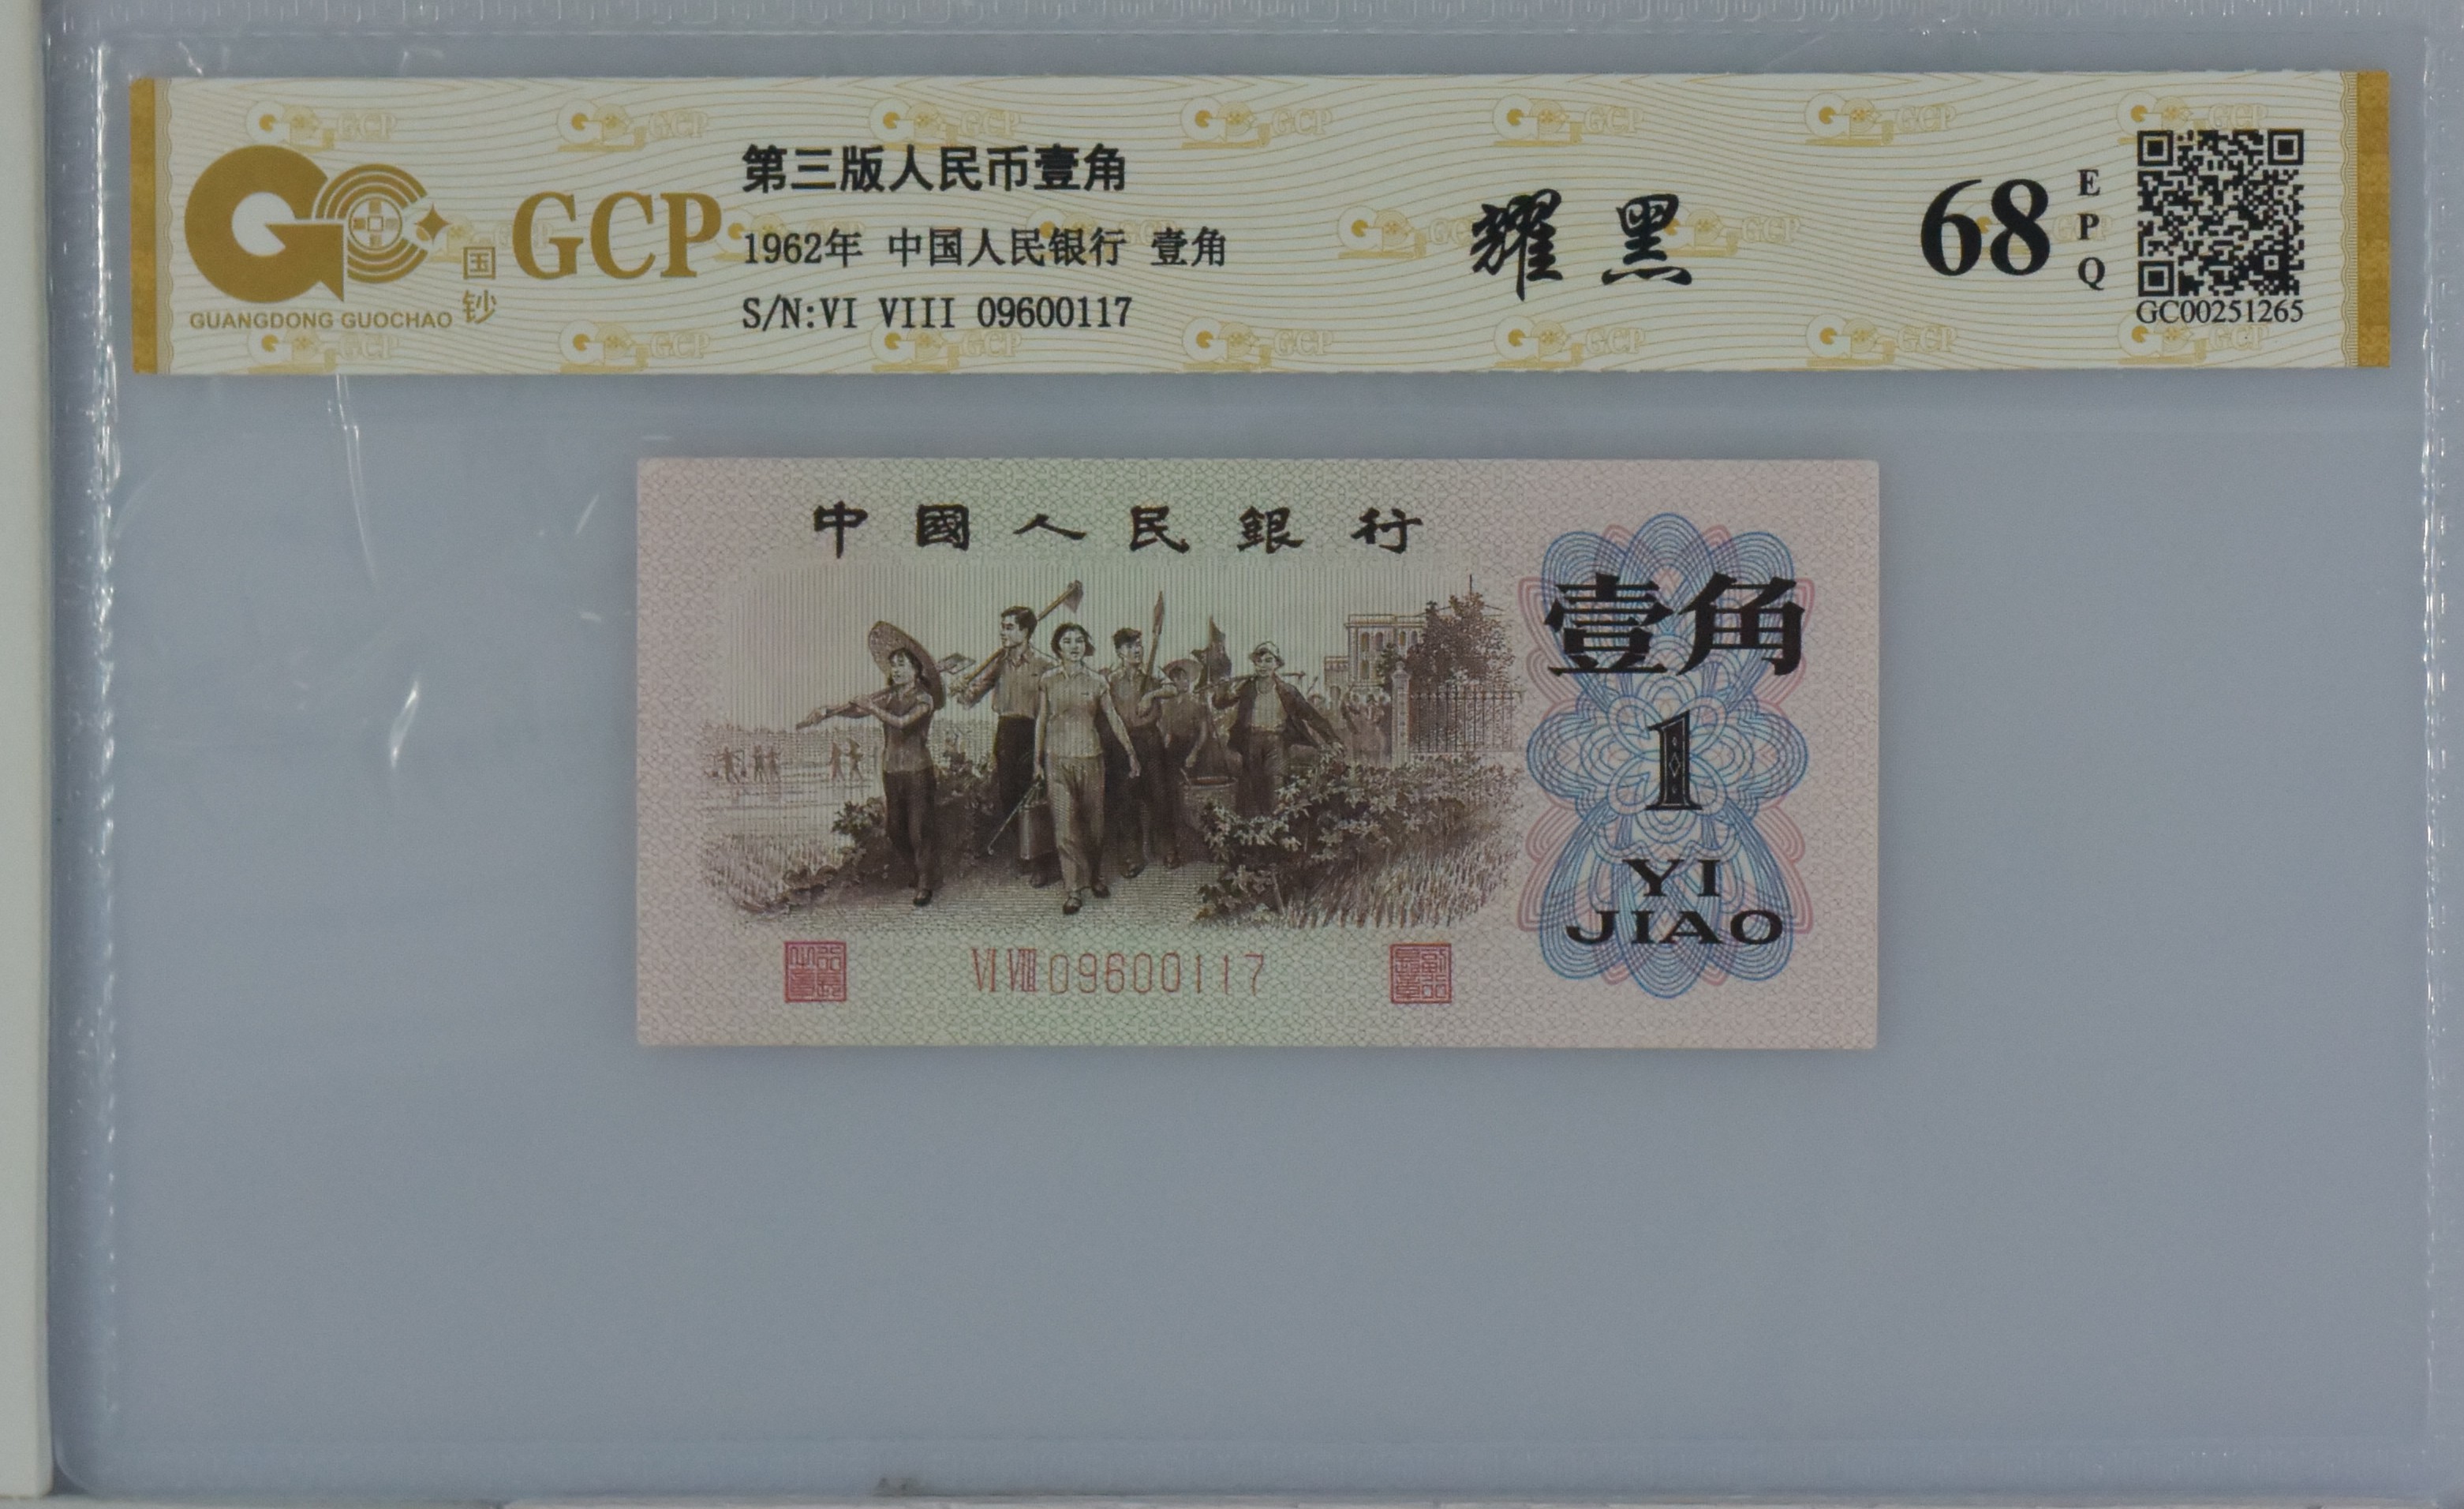 GCP
国钞
GUANGDONG GUOCHAO
第三版人民币壹角
1962年 中国人民银行 壹角
S/N:VI VIII 09600117
耀黑
68
EPQ
GC00251265
中國人民銀行
壹角
1
YI
JIAO
VI VIII 09600117